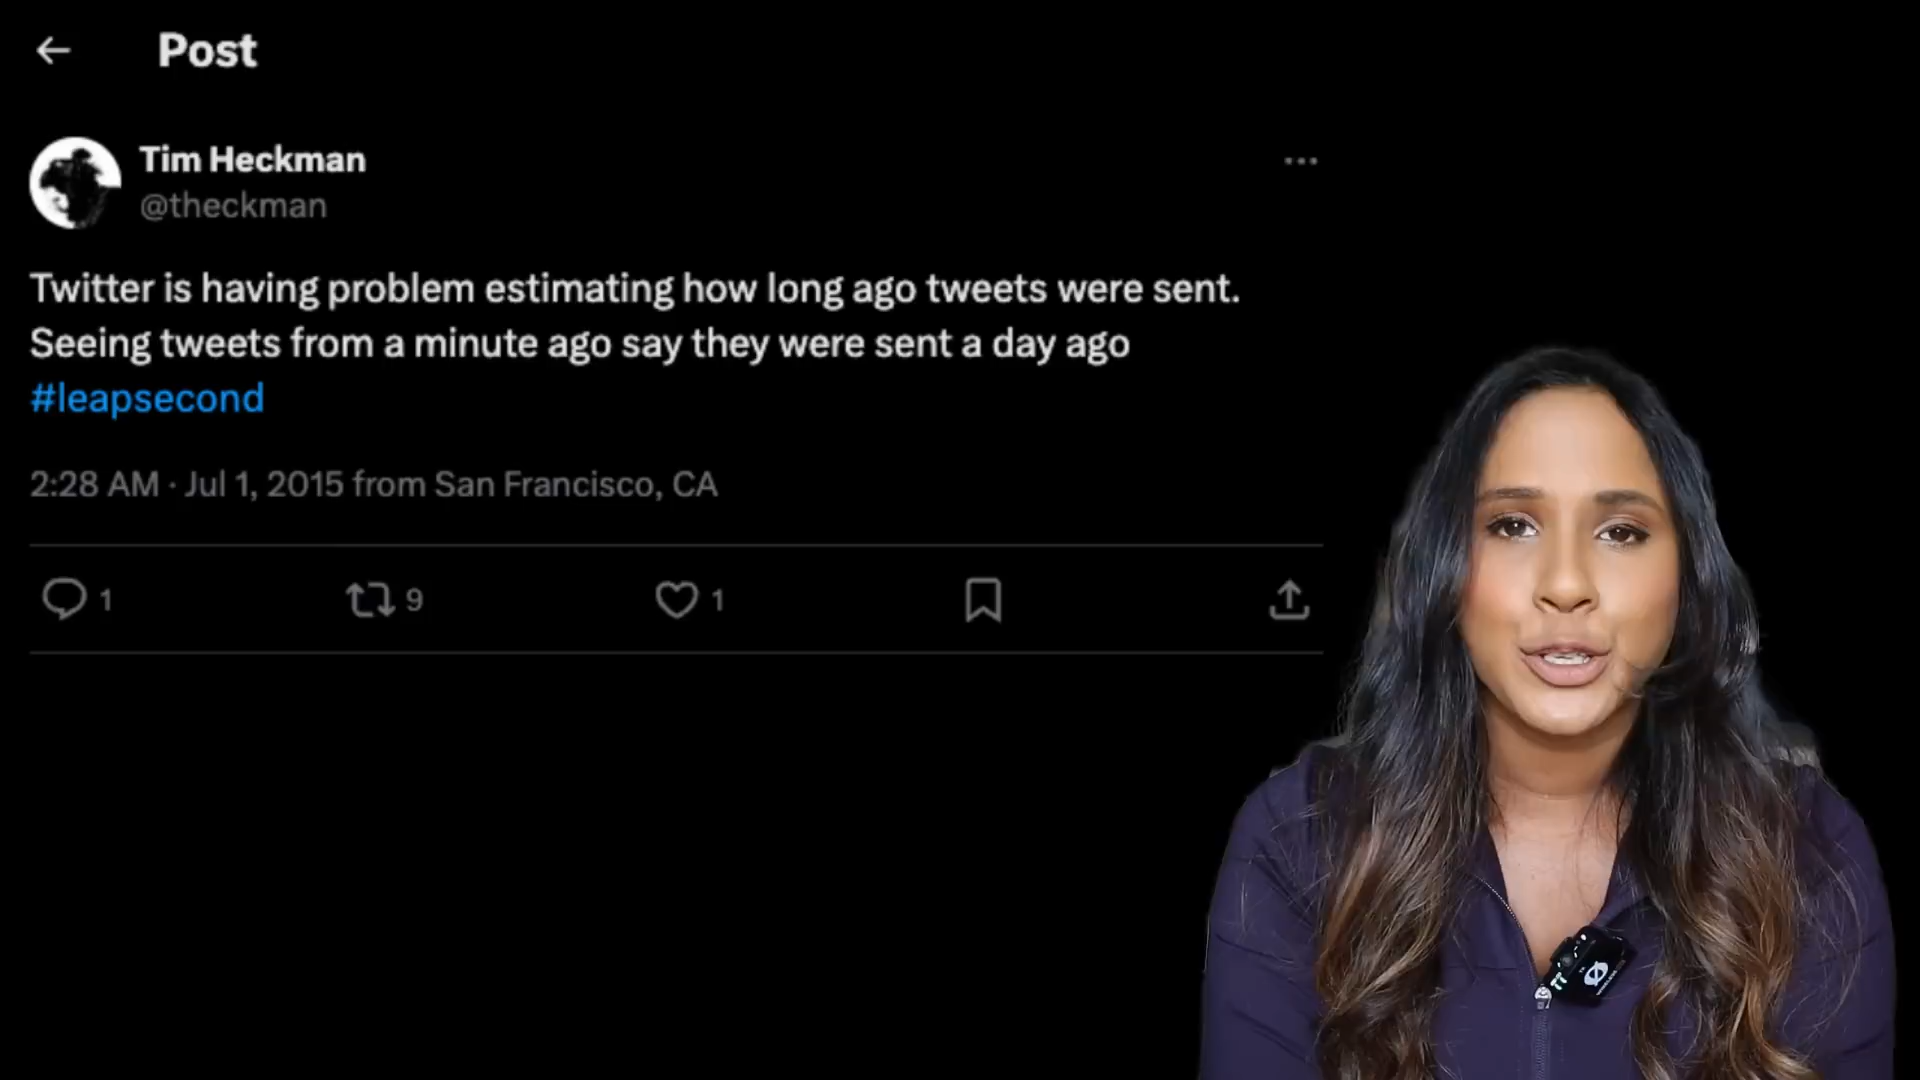 Post
Tim Heckman
@theckman
Twitter is having problem estimating how long ago tweets were sent.
Seeing tweets from a minute ago say they were sent a day ago
#leapsecond
2:28 AM · Jul 1, 2015 from San Francisco, CA
1 9 1